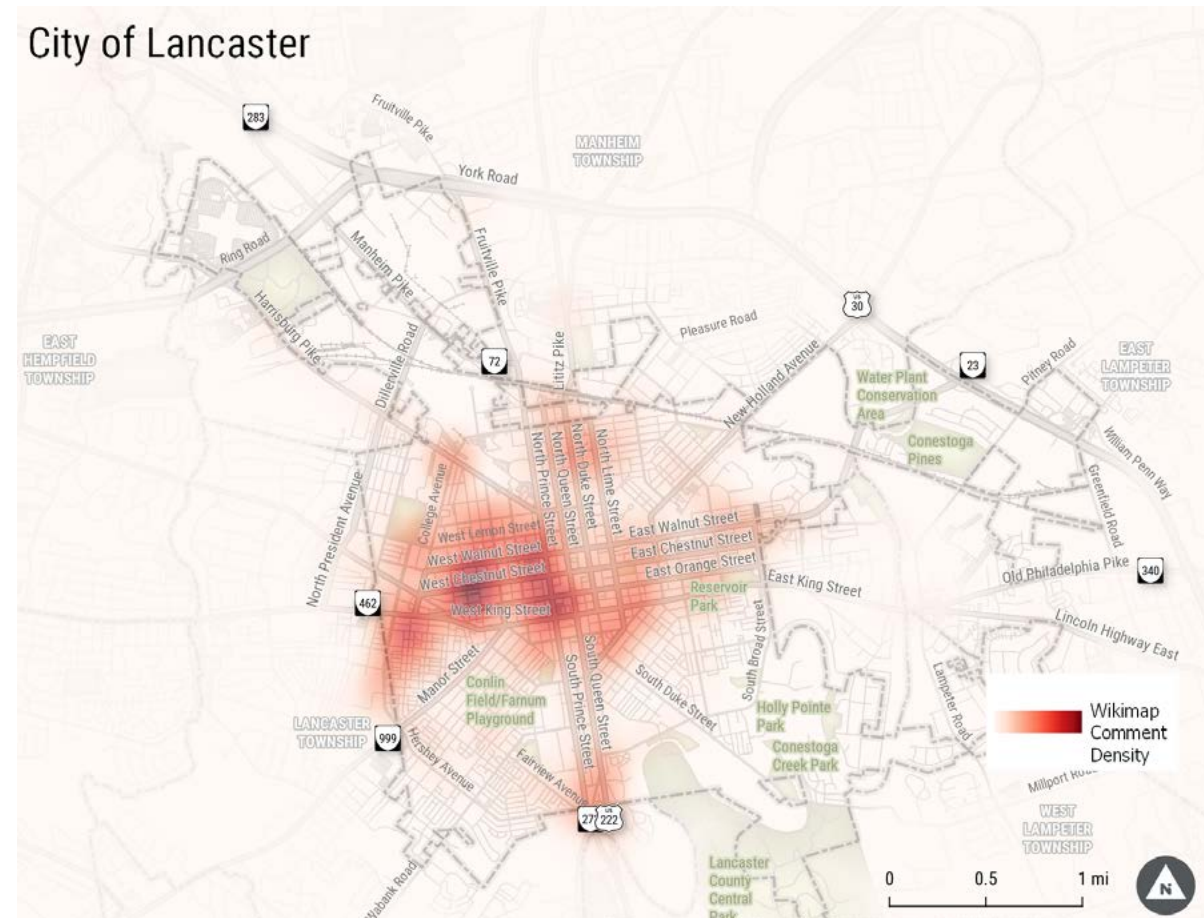 City of Lancaster
283
Fruitville Pike
MANHEIM
TOWNSHIP
York Road
Ring Road
Manheim Pike
Fruitville Pike
Harrisburg Pike
Dillerville Road
72
Lititz Pike
Pleasure Road
New Holland Avenue
US
30
23
Pitney Road
EAST
LAMPETER
TOWNSHIP
EAST
HEMPFIELD
TOWNSHIP
Water Plant
Conservation
Area
Conestoga
Pines
William Penn Way
Greenfield Road
North President Avenue
College Avenue
North Prince Street
North Queen Street
North Duke Street
North Lime Street
West Lemon Street
West Walnut Street
West Chestnut Street
West King Street
East Walnut Street
East Chestnut Street
East Orange Street
East King Street
Old Philadelphia Pike
340
462
Reservoir
Park
Lincoln Highway East
Manor Street
Conlin
Field/Farnum
Playground
South Prince Street
South Queen Street
South Duke Street
South Broad Street
Holly Pointe
Park
Conestoga
Creek Park
Lampeter Road
LANCASTER
TOWNSHIP
999
Hershey Avenue
Fairview Avenue
27
US
222
Wikimap
Comment
Density
Millport Road
WEST
LAMPETER
TOWNSHIP
Wabank Road
Lancaster
County
Central
Park
0 0.5 1 mi
N